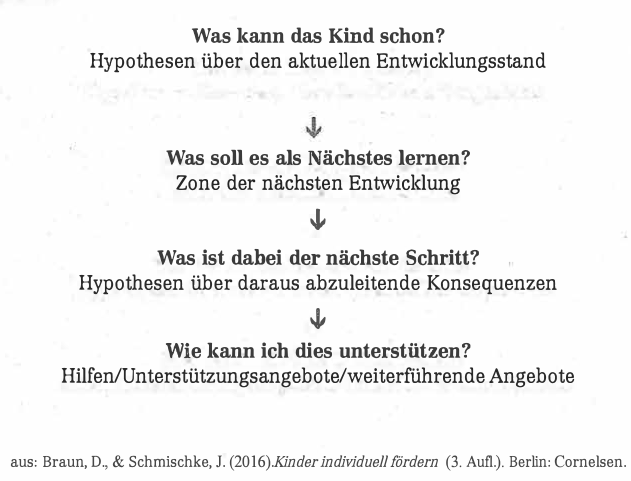 Was kann das Kind schon?
Hypothesen über den aktuellen Entwicklungsstand
↓
Was soll es als Nächstes lernen?
Zone der nächsten Entwicklung
↓
Was ist dabei der nächste Schritt?
Hypothesen über daraus abzuleitende Konsequenzen
↓
Wie kann ich dies unterstützen?
Hilfen/Unterstützungsangebote/weiterführende Angebote
aus: Braun, D., & Schmischke, J. (2016).Kinder individuell fördern (3. Aufl.). Berlin: Cornelsen.